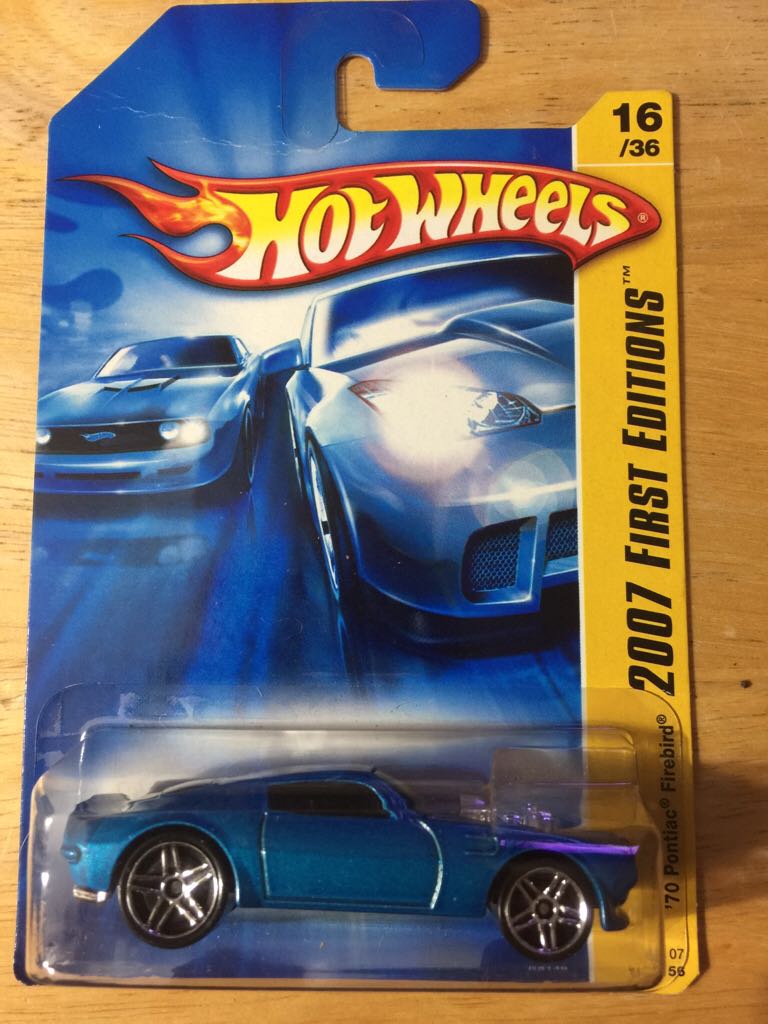 16
/36
HOT WHEELS®
2007 FIRST EDITIONS™
'70 Pontiac® Firebird®
07
56